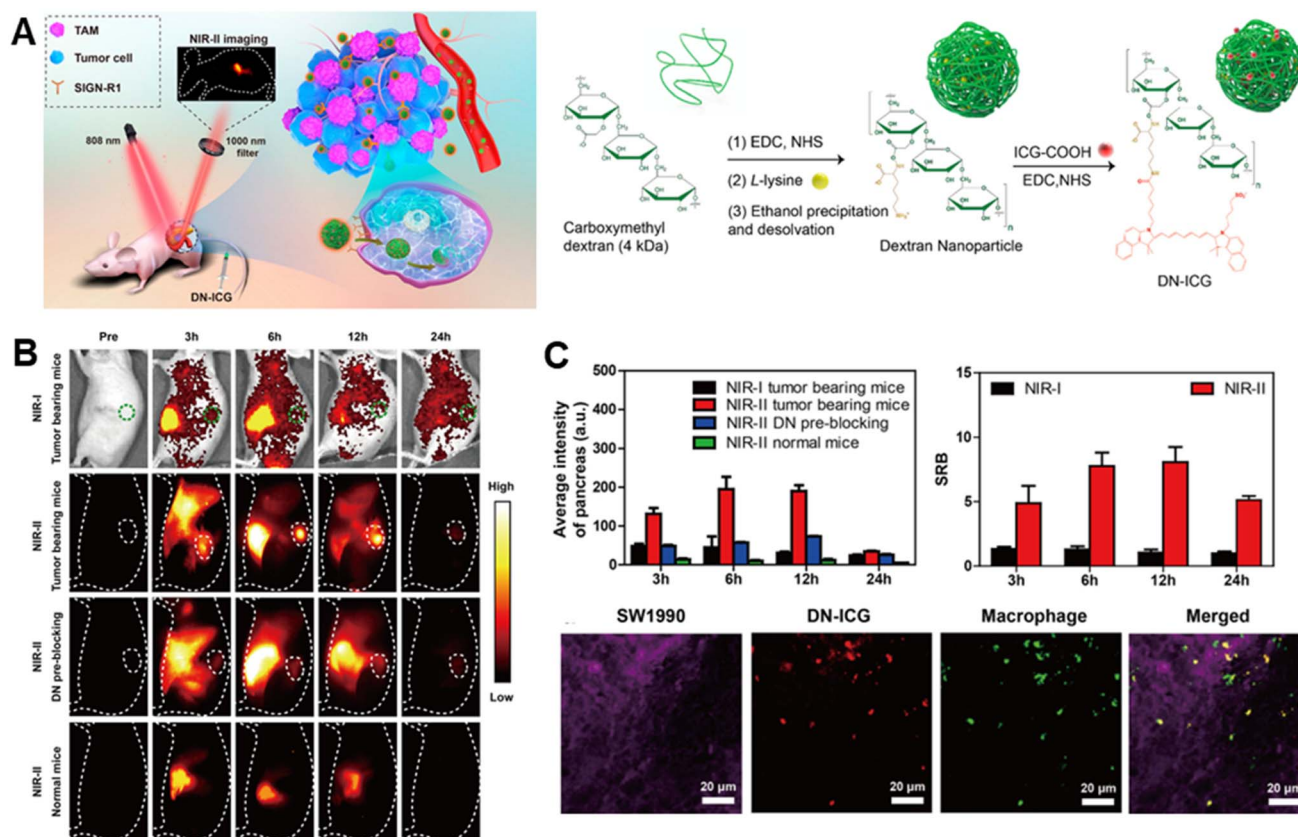 A
TAM
Tumor cell
SIGN-R1
NIR-II imaging
808 nm
1000 nm
filter
DN-ICG
Carboxymethyl
dextran (4 kDa)
(1) EDC, NHS
(2) L-lysine
(3) Ethanol precipitation
and desolvation
Dextran Nanoparticle
ICG-COOH
EDC,NHS
DN-ICG
B
Pre
3h
6h
12h
24h
NIR-I
Tumor bearing mice
NIR-II
Tumor bearing mice
NIR-II
DN pre-blocking
NIR-II
Normal mice
High
Low
C
Average intensity
of pancreas (a.u.)
500
400
300
200
100
0
NIR-I tumor bearing mice
NIR-II tumor bearing mice
NIR-II DN pre-blocking
NIR-II normal mice
3h
6h
12h
24h
SRB
15
10
5
0
NIR-I
NIR-II
3h
6h
12h
24h
SW1990
DN-ICG
Macrophage
Merged
20 μm
20 μm
20 μm
20 μm